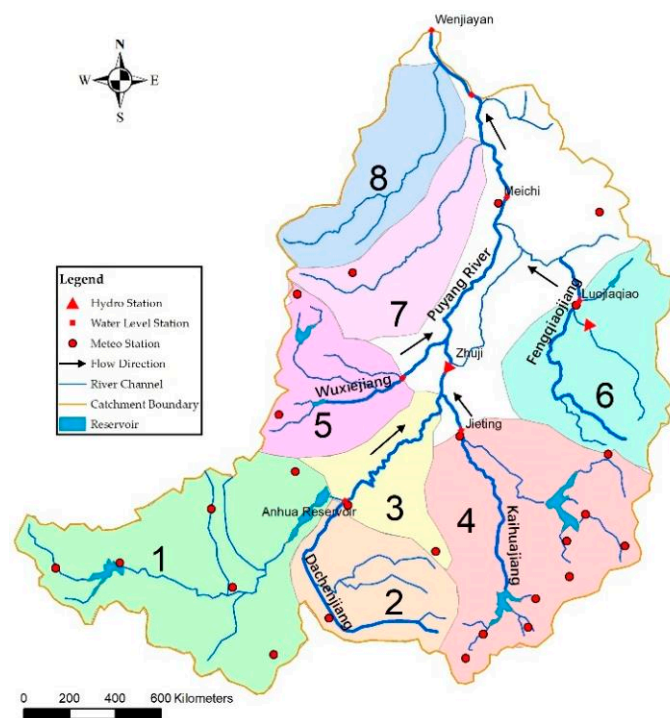 Wenjiayan
N
W E
S
8
Meichi
Legend
Hydro Station
Water Level Station
Meteo Station
Flow Direction
River Channel
Catchment Boundary
Reservoir
7
Puyang River
Luojiaqiao
Fengqiaojiang
Zhuji
Wuxiejiang
6
5
Jieting
Anhua Reservoir
3
4
1
Kaihuajiang
Dachenjiang
2
0 200 400 600 Kilometers